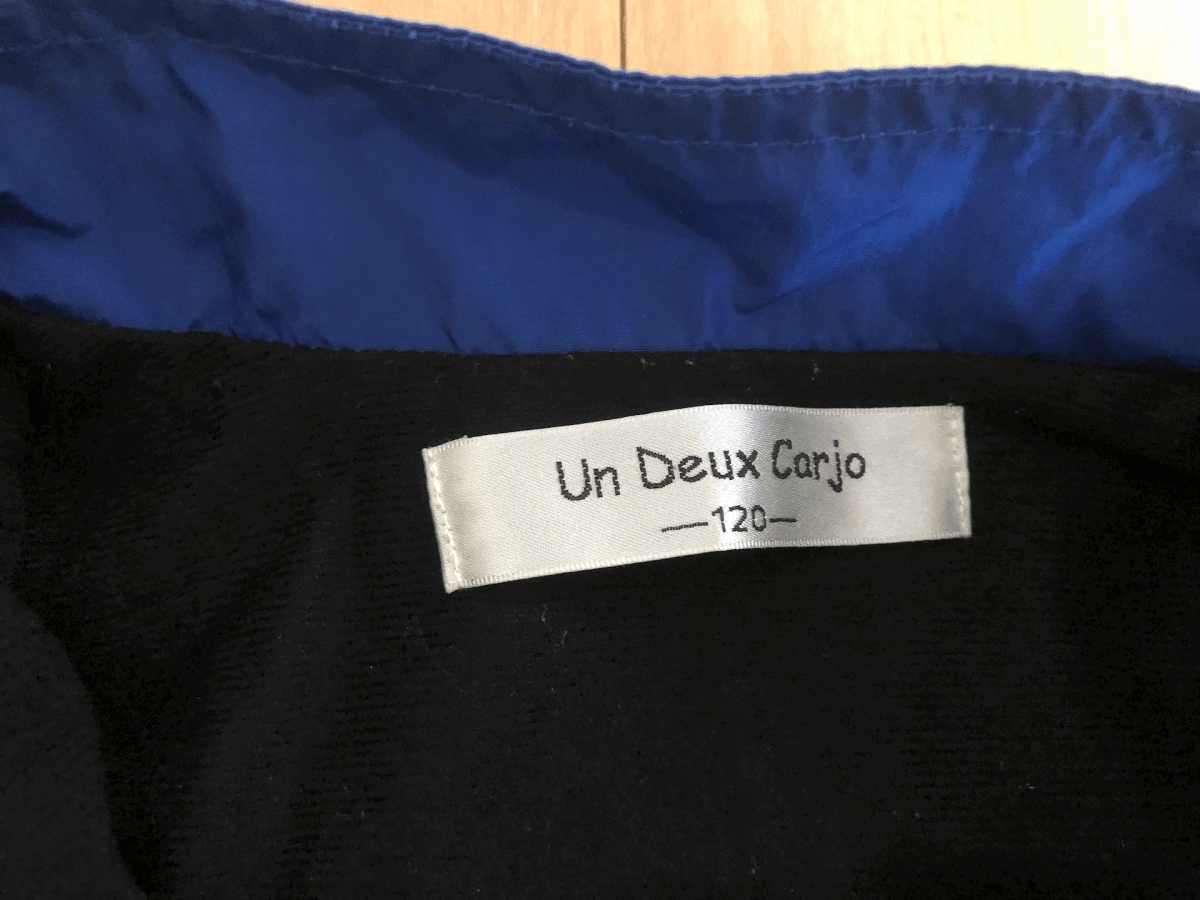 Un Deux Carjo
—120—